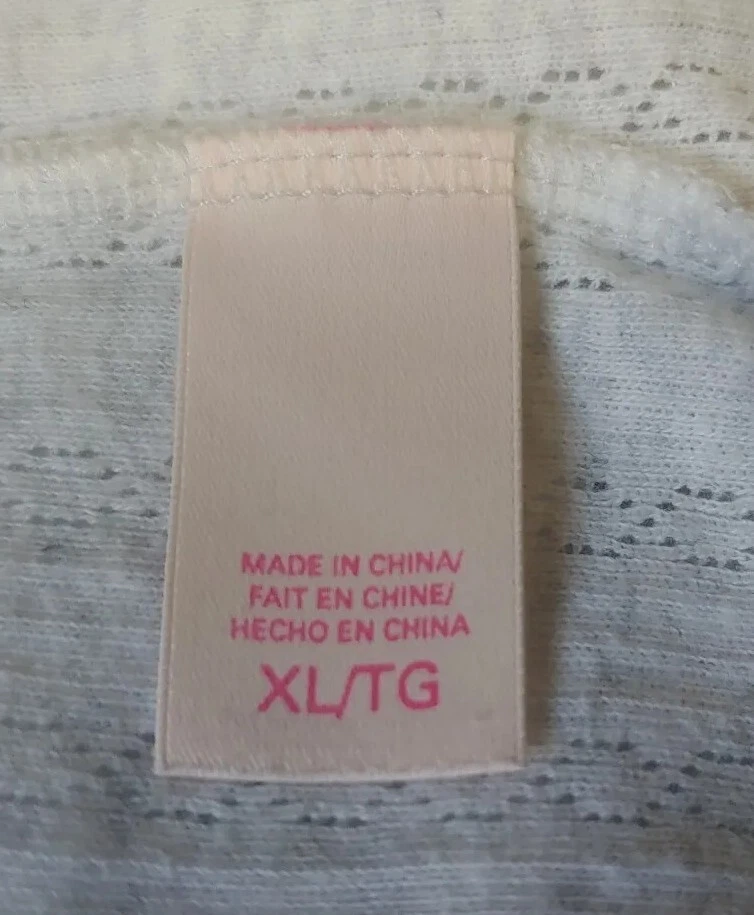 MADE IN CHINA/
FAIT EN CHINE/
HECHO EN CHINA
XL/TG